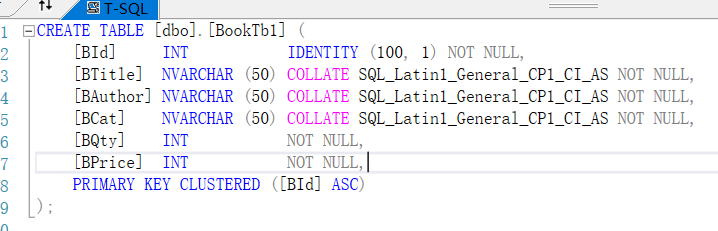 T-SQL
1 CREATE TABLE [dbo].[BookTb1] (
2 [BId] INT IDENTITY (100, 1) NOT NULL,
3 [BTitle] NVARCHAR (50) COLLATE SQL_Latin1_General_CP1_CI_AS NOT NULL,
4 [BAuthor] NVARCHAR (50) COLLATE SQL_Latin1_General_CP1_CI_AS NOT NULL,
5 [BCat] NVARCHAR (50) COLLATE SQL_Latin1_General_CP1_CI_AS NOT NULL,
6 [BQty] INT NOT NULL,
7 [BPrice] INT NOT NULL,
8 PRIMARY KEY CLUSTERED ([BId] ASC)
9 );
0